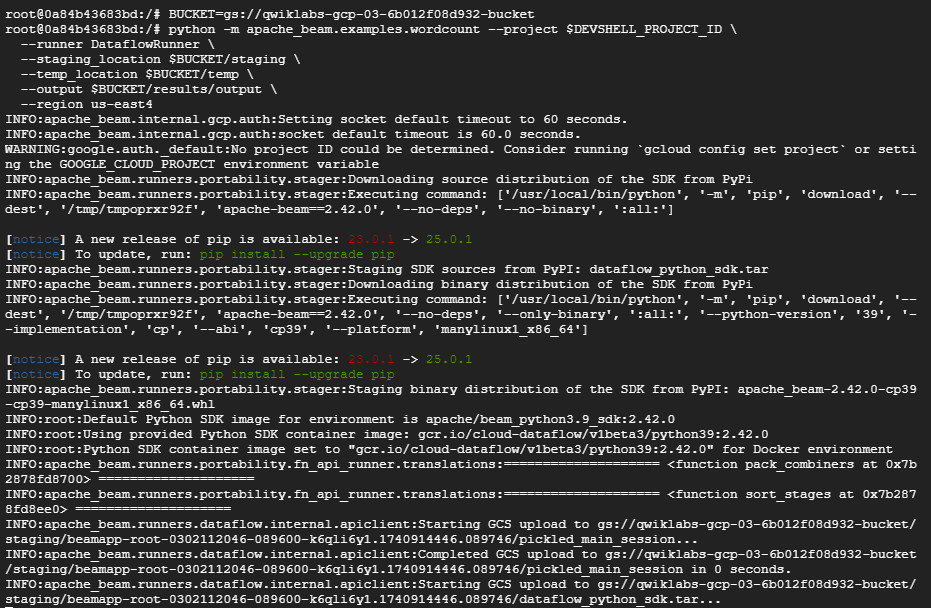 root@0a84b43683bd:/# BUCKET=gs://qwiklabs-gcp-03-6b012f08d932-bucket
root@0a84b43683bd:/# python -m apache_beam.examples.wordcount --project $DEVSHELL_PROJECT_ID \
--runner DataflowRunner \
--staging_location $BUCKET/staging \
--temp_location $BUCKET/temp \
--output $BUCKET/results/output \
--region us-east4
INFO:apache_beam.internal.gcp.auth:Setting socket default timeout to 60 seconds.
INFO:apache_beam.internal.gcp.auth:socket default timeout is 60.0 seconds.
WARNING:google.auth._default:No project ID could be determined. Consider running `gcloud config set project` or setti
ng the GOOGLE_CLOUD_PROJECT environment variable
INFO:apache_beam.runners.portability.stager:Downloading source distribution of the SDK from PyPi
INFO:apache_beam.runners.portability.stager:Executing command: ['/usr/local/bin/python', '-m', 'pip', 'download', '--
dest', '/tmp/tmpoprxr92f', 'apache-beam==2.42.0', '--no-deps', '--no-binary', ':all:']
[notice] A new release of pip is available: 23.0.1 -> 25.0.1
[notice] To update, run: pip install --upgrade pip
INFO:apache_beam.runners.portability.stager:Staging SDK sources from PyPI: dataflow_python_sdk.tar
INFO:apache_beam.runners.portability.stager:Downloading binary distribution of the SDK from PyPi
INFO:apache_beam.runners.portability.stager:Executing command: ['/usr/local/bin/python', '-m', 'pip', 'download', '--
dest', '/tmp/tmpoprxr92f', 'apache-beam==2.42.0', '--no-deps', '--only-binary', ':all:', '--python-version', '39', '-
-implementation', 'cp', '--abi', 'cp39', '--platform', 'manylinux1_x86_64']
[notice] A new release of pip is available: 23.0.1 -> 25.0.1
[notice] To update, run: pip install --upgrade pip
INFO:apache_beam.runners.portability.stager:Staging binary distribution of the SDK from PyPI: apache_beam-2.42.0-cp39
-cp39-manylinux1_x86_64.whl
INFO:root:Default Python SDK image for environment is apache/beam_python3.9_sdk:2.42.0
INFO:root:Using provided Python SDK container image: gcr.io/cloud-dataflow/v1beta3/python39:2.42.0
INFO:root:Python SDK container image set to "gcr.io/cloud-dataflow/v1beta3/python39:2.42.0" for Docker environment
INFO:apache_beam.runners.portability.fn_api_runner.translations:==================== <function pack_combiners at 0x7b
2878fd8700> ====================
INFO:apache_beam.runners.portability.fn_api_runner.translations:==================== <function sort_stages at 0x7b287
8fd8ee0> ====================
INFO:apache_beam.runners.dataflow.internal.apiclient:Starting GCS upload to gs://qwiklabs-gcp-03-6b012f08d932-bucket/
staging/beamapp-root-0302112046-089600-k6qli6y1.1740914446.089746/pickled_main_session...
INFO:apache_beam.runners.dataflow.internal.apiclient:Completed GCS upload to gs://qwiklabs-gcp-03-6b012f08d932-bucket
/staging/beamapp-root-0302112046-089600-k6qli6y1.1740914446.089746/pickled_main_session in 0 seconds.
INFO:apache_beam.runners.dataflow.internal.apiclient:Starting GCS upload to gs://qwiklabs-gcp-03-6b012f08d932-bucket/
staging/beamapp-root-0302112046-089600-k6qli6y1.1740914446.089746/dataflow_python_sdk.tar...